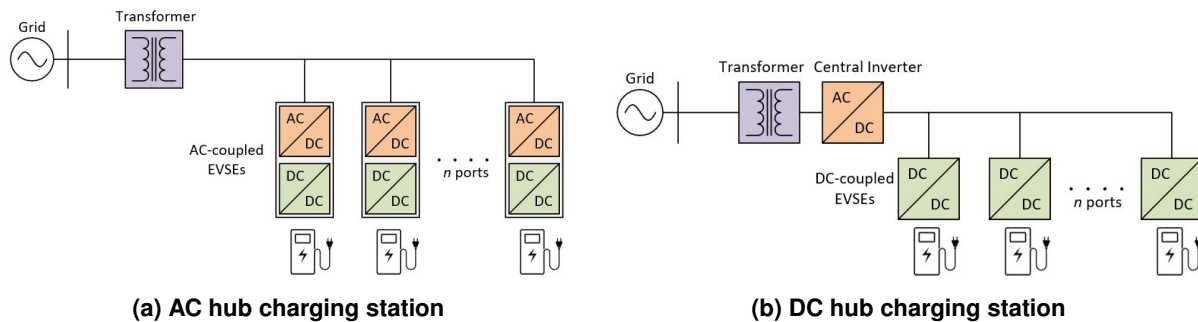 Grid
Transformer
AC
DC
AC
DC
AC
DC
AC-coupled
EVSEs
DC
DC
DC
DC
DC
DC
n ports
(a) AC hub charging station
Grid
Transformer
Central Inverter
AC
DC
DC-coupled
EVSEs
DC
DC
DC
DC
DC
DC
n ports
(b) DC hub charging station